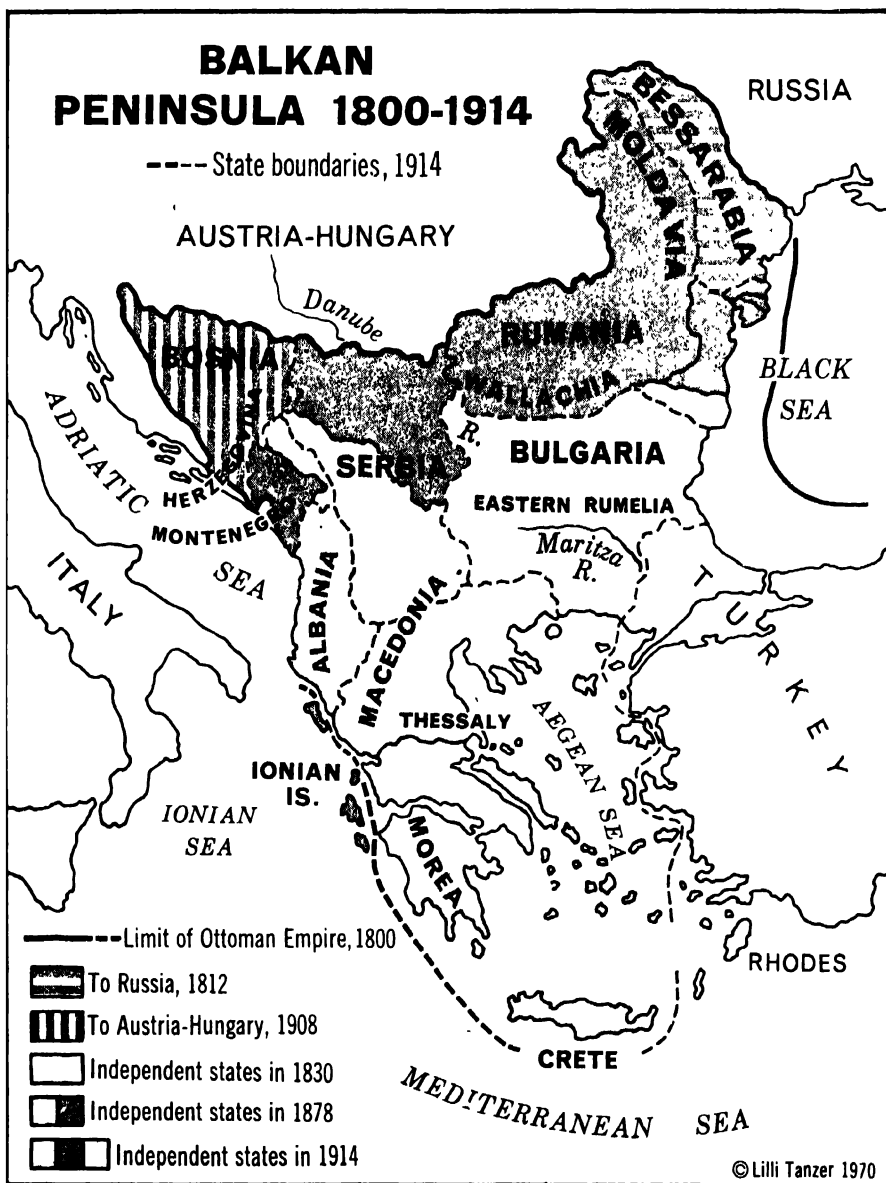 BALKAN
PENINSULA 1800-1914
State boundaries, 1914
RUSSIA
BESSARABIA
MOLDAVIA
AUSTRIA-HUNGARY
Danube
R.
BOSNIA
RUMANIA
WALLACHIA
BLACK
SEA
ADRIATIC
SEA
HERZEGOVINA
SERBIA
BULGARIA
MONTENEGRO
EASTERN RUMELIA
Maritza
R.
ITALY
ALBANIA
MACEDONIA
TURKEY
THESSALY
AEGEAN SEA
IONIAN
IS.
IONIAN
SEA
MOREA
RHODES
CRETE
MEDITERRANEAN SEA
Limit of Ottoman Empire, 1800
To Russia, 1812
To Austria-Hungary, 1908
Independent states in 1830
Independent states in 1878
Independent states in 1914
© Lilli Tanzer 1970